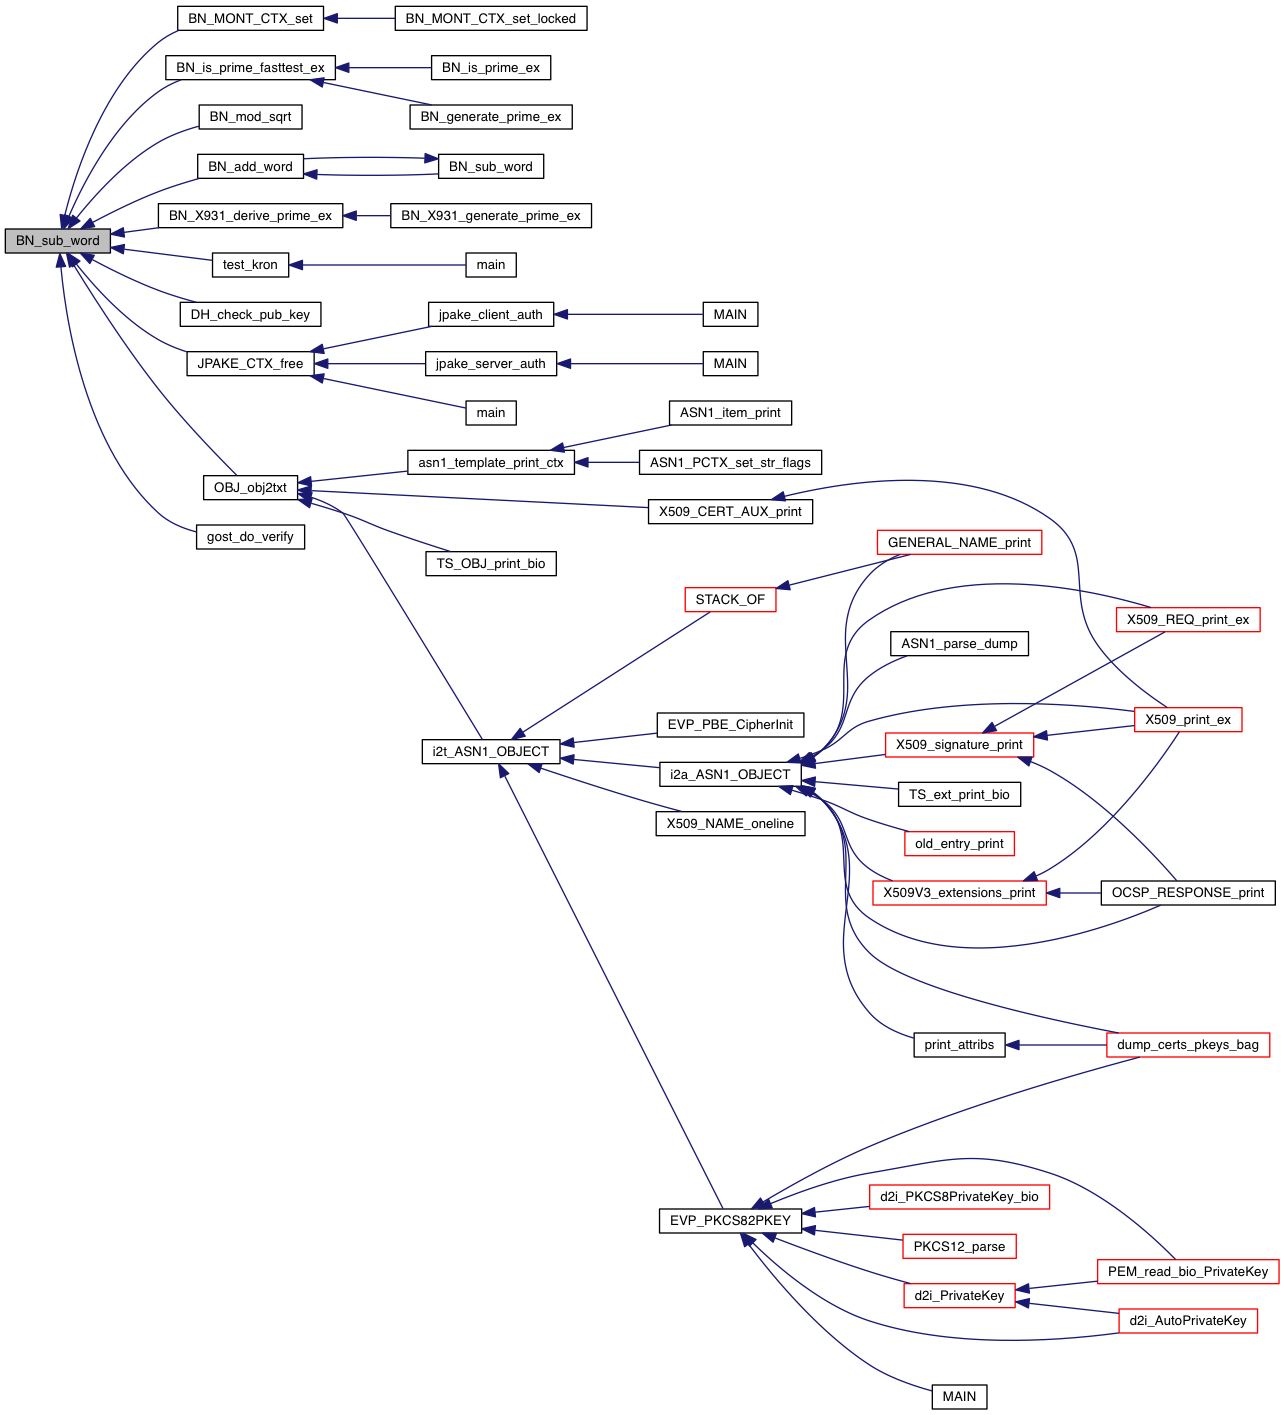 BN_MONT_CTX_set
BN_MONT_CTX_set_locked
BN_is_prime_fasttest_ex
BN_is_prime_ex
BN_generate_prime_ex
BN_mod_sqrt
BN_add_word
BN_sub_word
BN_X931_derive_prime_ex
BN_X931_generate_prime_ex
BN_sub_word
test_kron
main
DH_check_pub_key
jpake_client_auth
MAIN
JPAKE_CTX_free
jpake_server_auth
MAIN
main
ASN1_item_print
asn1_template_print_ctx
ASN1_PCTX_set_str_flags
OBJ_obj2txt
X509_CERT_AUX_print
gost_do_verify
TS_OBJ_print_bio
GENERAL_NAME_print
STACK_OF
X509_REQ_print_ex
ASN1_parse_dump
EVP_PBE_CipherInit
X509_print_ex
i2t_ASN1_OBJECT
X509_signature_print
i2a_ASN1_OBJECT
TS_ext_print_bio
X509_NAME_oneline
old_entry_print
X509V3_extensions_print
OCSP_RESPONSE_print
print_attribs
dump_certs_pkeys_bag
d2i_PKCS8PrivateKey_bio
EVP_PKCS82PKEY
PKCS12_parse
PEM_read_bio_PrivateKey
d2i_PrivateKey
d2i_AutoPrivateKey
MAIN